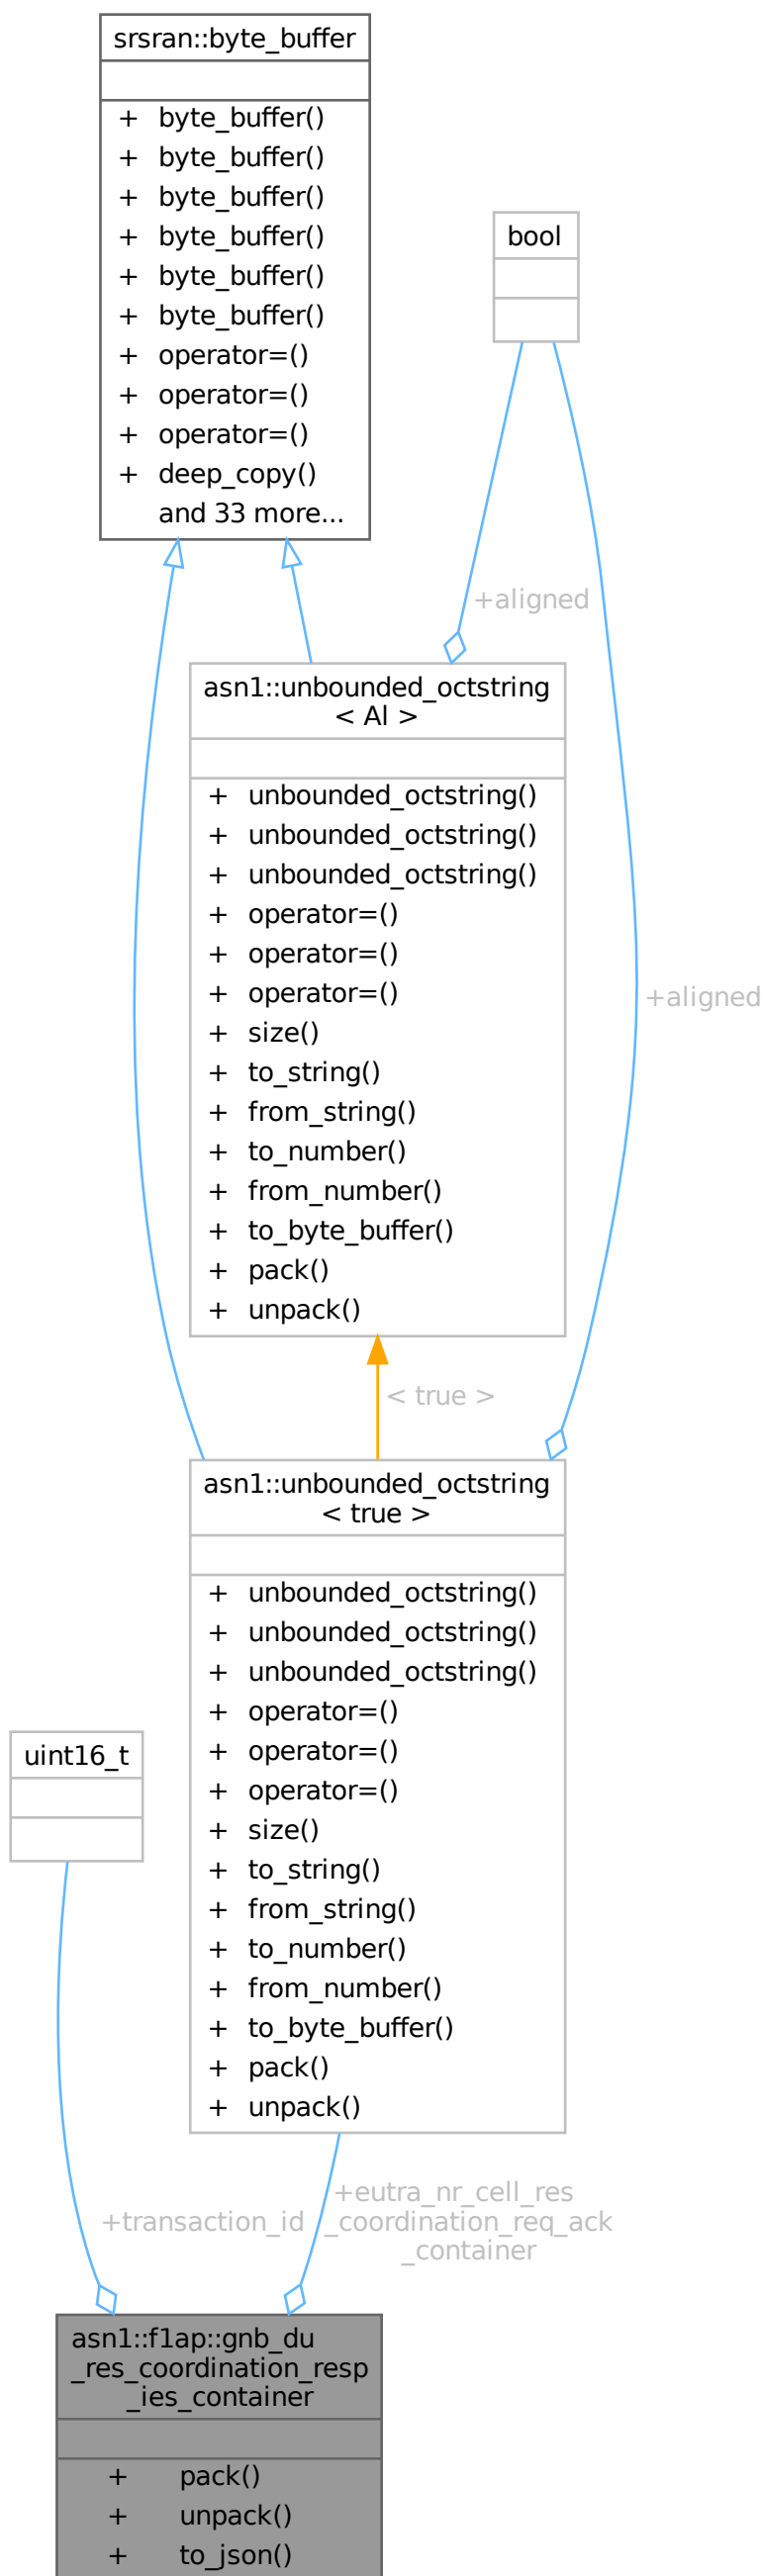 srsran::byte_buffer
+ byte_buffer()
+ byte_buffer()
+ byte_buffer()
+ byte_buffer()
+ byte_buffer()
+ byte_buffer()
+ operator=()
+ operator=()
+ operator=()
+ deep_copy()
and 33 more...
bool
+aligned
asn1::unbounded_octstring
< Al >
+ unbounded_octstring()
+ unbounded_octstring()
+ unbounded_octstring()
+ operator=()
+ operator=()
+ operator=()
+ size()
+ to_string()
+ from_string()
+ to_number()
+ from_number()
+ to_byte_buffer()
+ pack()
+ unpack()
+aligned
< true >
asn1::unbounded_octstring
< true >
+ unbounded_octstring()
+ unbounded_octstring()
+ unbounded_octstring()
+ operator=()
+ operator=()
+ operator=()
+ size()
+ to_string()
+ from_string()
+ to_number()
+ from_number()
+ to_byte_buffer()
+ pack()
+ unpack()
uint16_t
+transaction_id
+eutra_nr_cell_res
_coordination_req_ack
_container
asn1::f1ap::gnb_du
_res_coordination_resp
_ies_container
+ pack()
+ unpack()
+ to_json()